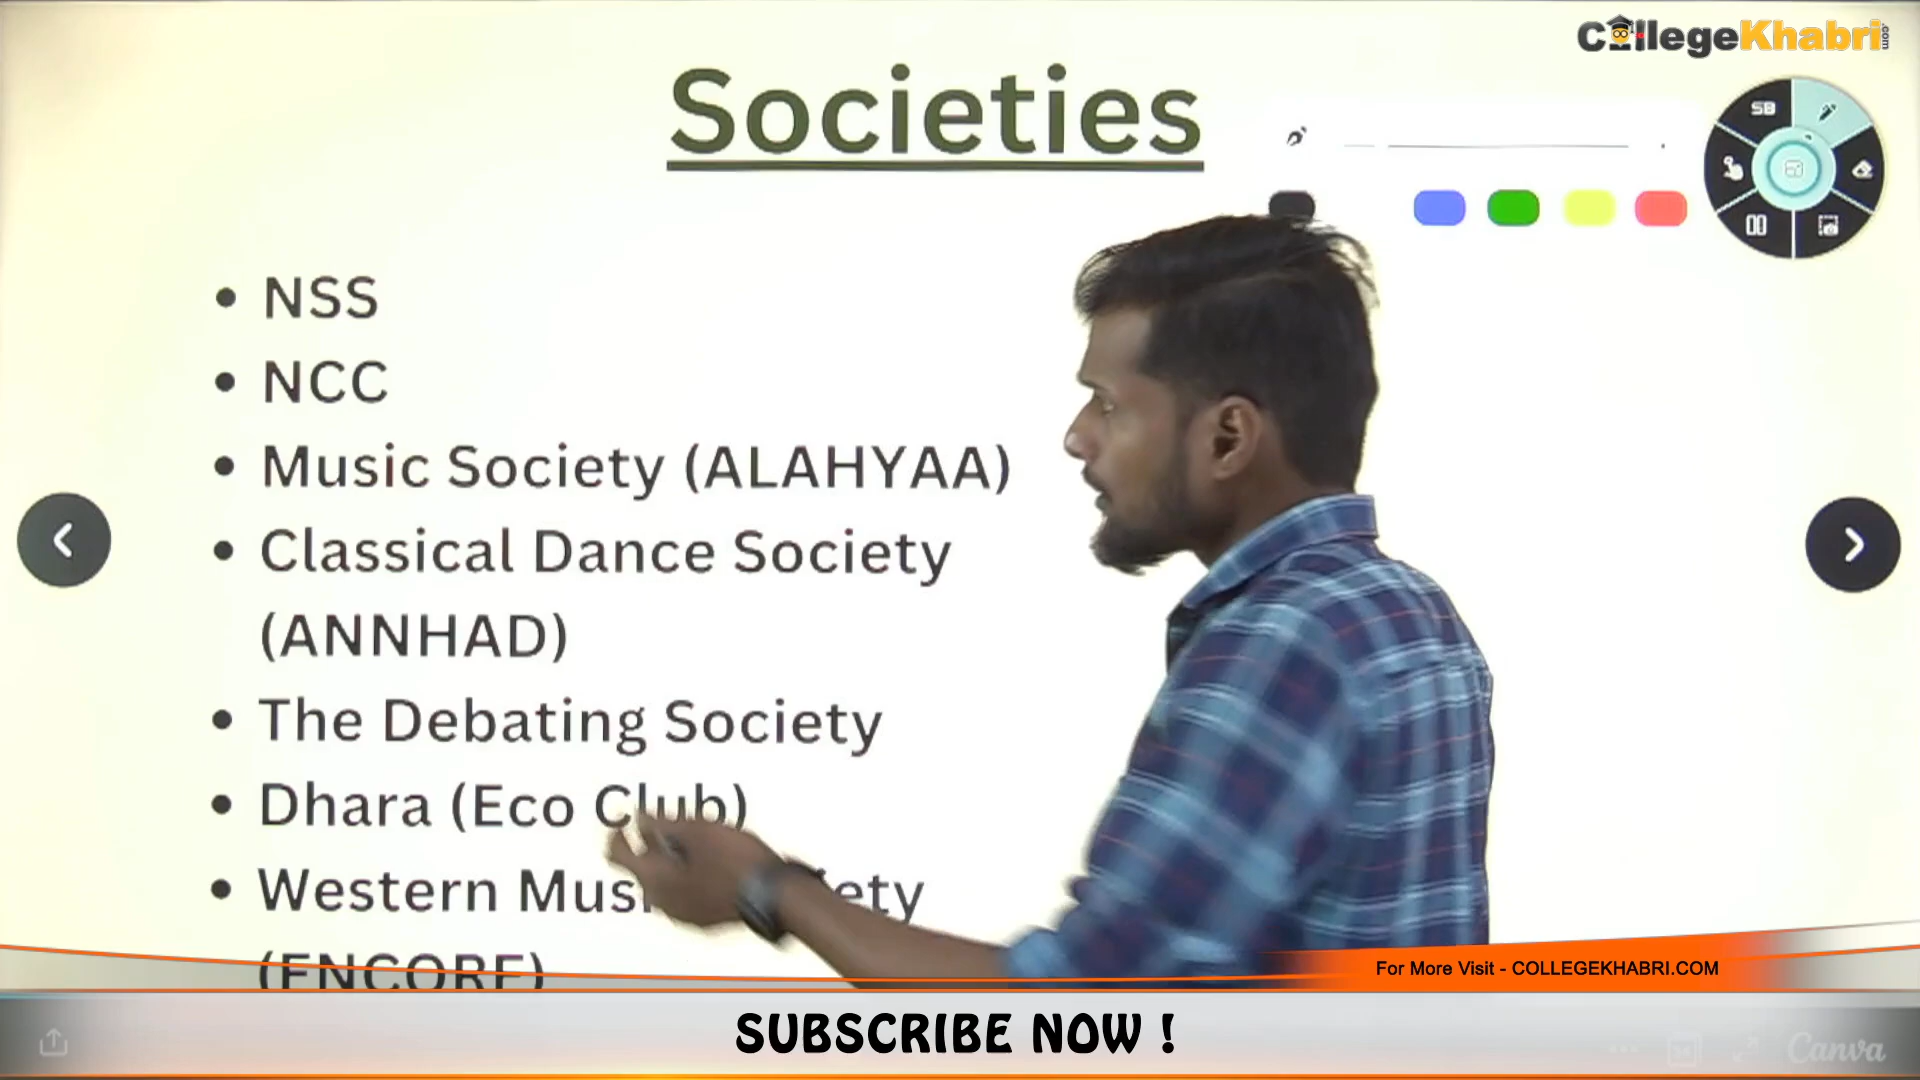 CollegeKhabri.com
Societies
SB
• NSS
• NCC
• Music Society (ALAHYAA)
• Classical Dance Society
(ANNHAD)
• The Debating Society
• Dhara (Eco Club)
• Western
(ENCORE)
For More Visit - COLLEGEKHABRI.COM
SUBSCRIBE NOW !
Canva